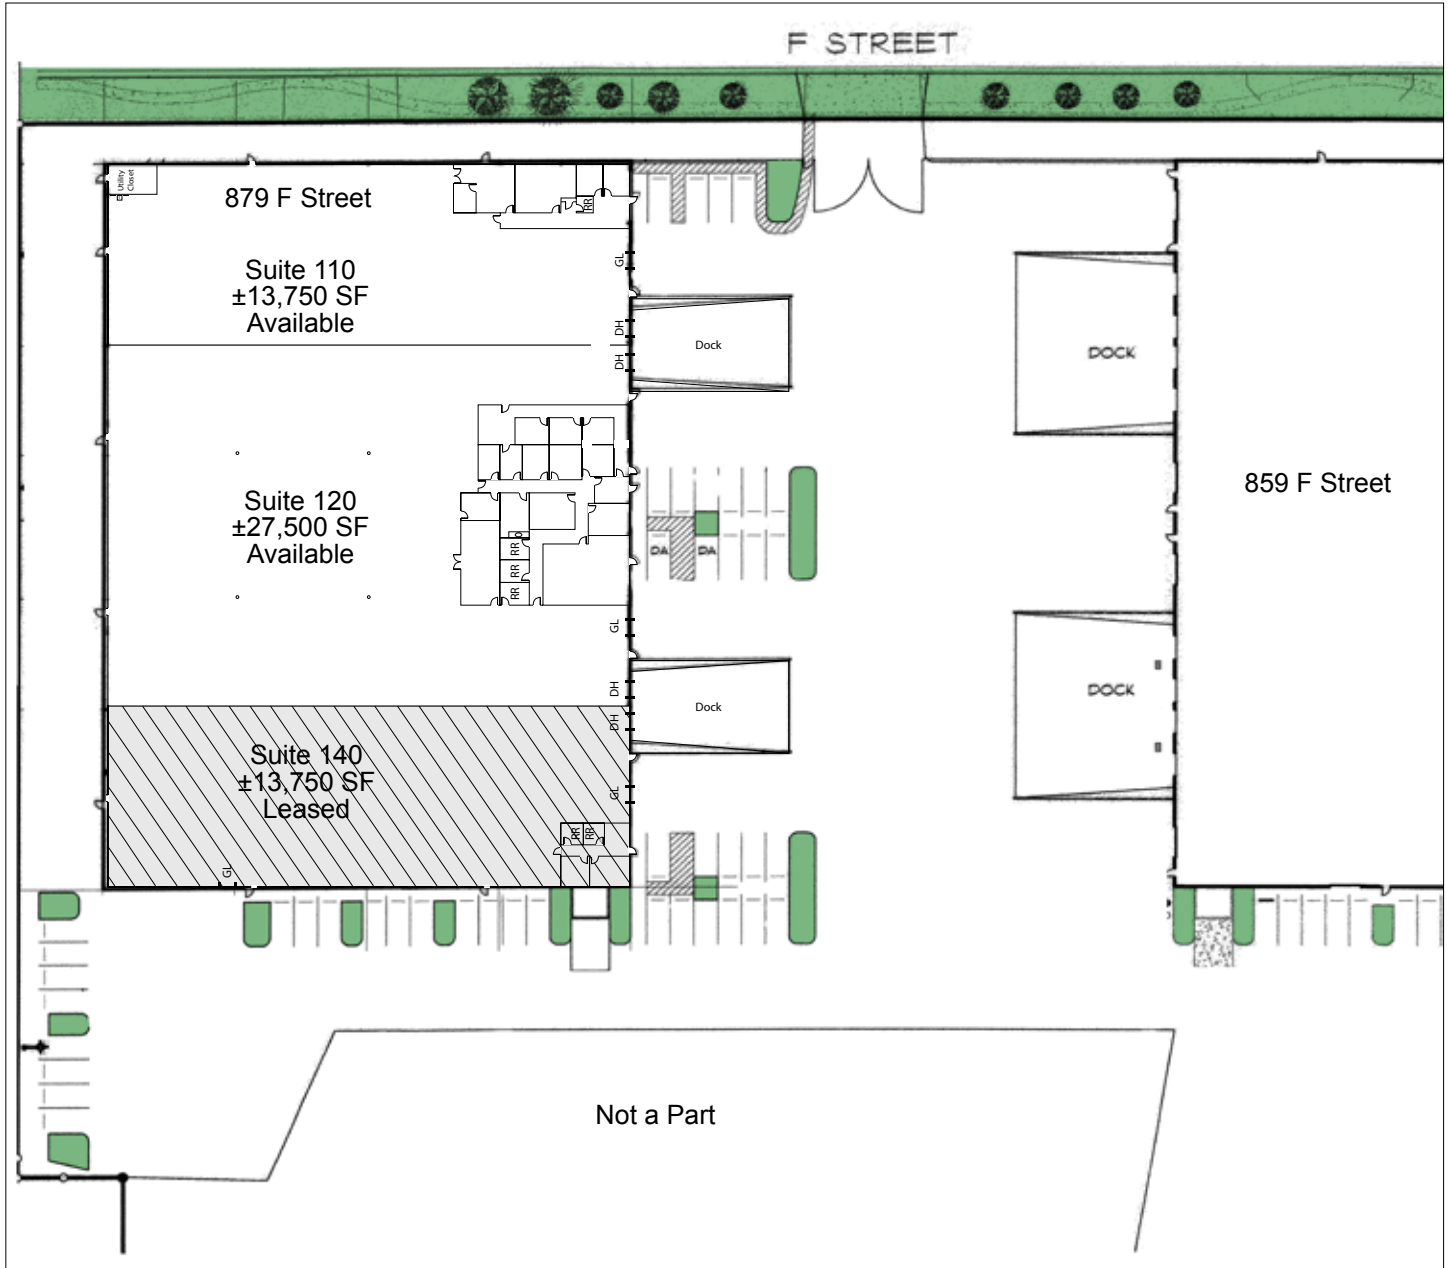 F STREET
Utility
Closet
879 F Street
RR
Suite 110
±13,750 SF
Available
GL
DH
DH
Dock
DOCK
859 F Street
Suite 120
±27,500 SF
Available
RR
RR
RR
DA
DA
GL
DH
DH
Dock
DOCK
Suite 140
±13,750 SF
Leased
GL
RR
RR
GL
Not a Part